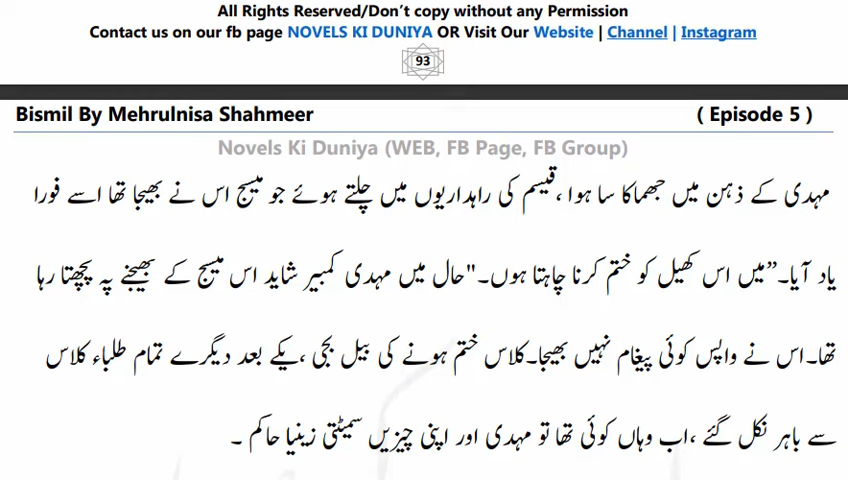 All Rights Reserved/Don’t copy without any Permission
Contact us on our fb page NOVELS KI DUNIYA OR Visit Our Website | Channel | Instagram
93
Bismil By Mehrulnisa Shahmeer ( Episode 5 )
Novels Ki Duniya (WEB, FB Page, FB Group)
مہدی کے ذہن میں جھماکا سا ہوا ،قیسم کی راہداریوں میں چلتے ہوئے جو میسج اس نے بھیجا تھا اسے فورا
یاد آیا۔”میں اس کھیل کو ختم کرنا چاہتا ہوں۔"حال میں مہدی کمبیر شاید اس میسج کے بھیجنے پہ پچھتا رہا
تھا۔اس نے واپس کوئی پیغام نہیں بھیجا۔کلاس ختم ہونے کی بیل بجی ،یکے بعد دیگرے تمام طلباء کلاس
سے باہر نکل گئے ،اب وہاں کوئی تھا تو مہدی اور اپنی چیزیں سمیٹتی زینیا حاکم ۔